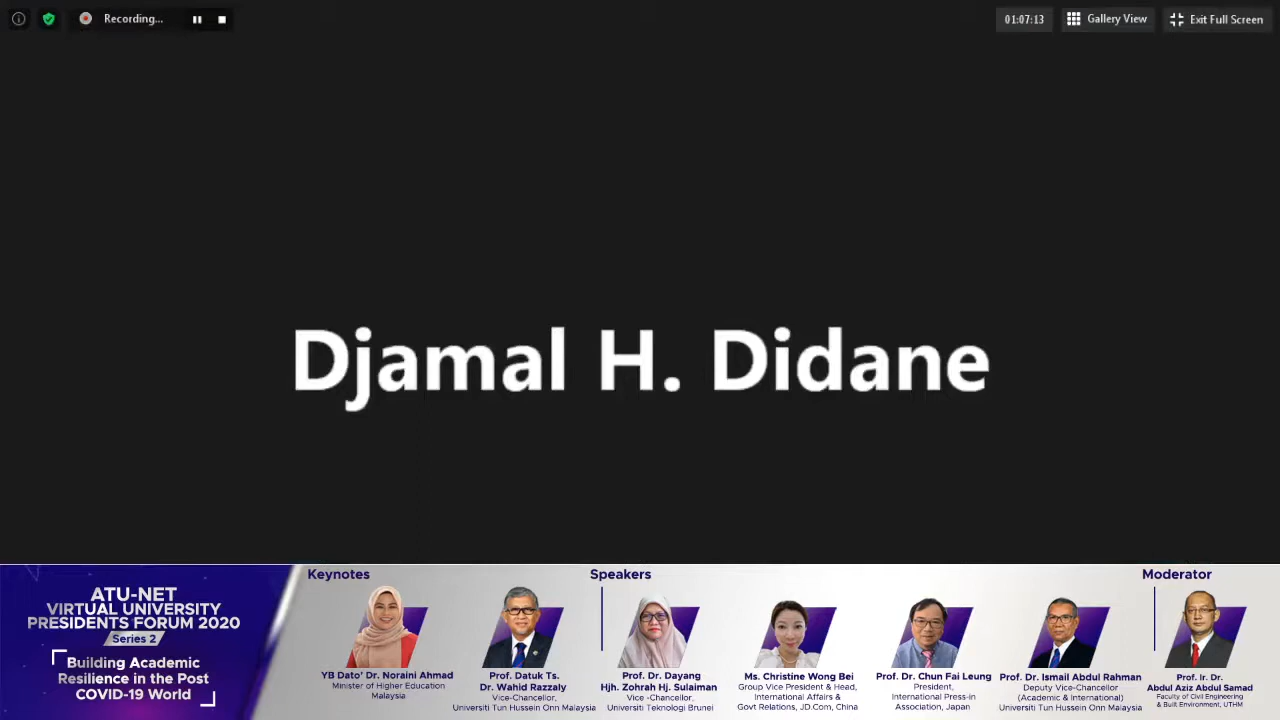 Recording...
01:07:13
Gallery View
Exit Full Screen
Djamal H. Didane
ATU-NET
VIRTUAL UNIVERSITY
PRESIDENTS FORUM 2020
Series 2
Building Academic
Resilience in the Post
COVID-19 World
Keynotes
YB Dato' Dr. Noraini Ahmad
Minister of Higher Education
Malaysia
Prof. Datuk Ts.
Dr. Wahid Razzaly
Vice-Chancellor,
Universiti Tun Hussein Onn Malaysia
Speakers
Prof. Dr. Dayang
Hjh. Zohrah Hj. Sulaiman
Vice -Chancellor,
Universiti Teknologi Brunei
Ms. Christine Wong Bei
Group Vice President & Head,
International Affairs &
Govt Relations, JD.Com, China
Prof. Dr. Chun Fai Leung
President,
International Press-in
Association, Japan
Prof. Dr. Ismail Abdul Rahman
Deputy Vice-Chancellor
(Academic & International)
Universiti Tun Hussein Onn Malaysia
Moderator
Prof. Ir. Dr.
Abdul Aziz Abdul Samad
Faculty of Civil Engineering
& Built Environment, UTHM